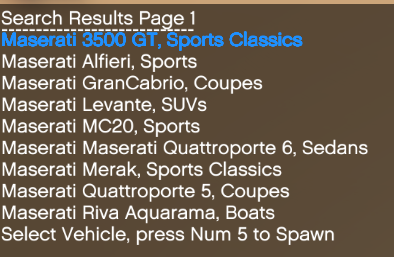 Search Results Page 1
Maserati 3500 GT, Sports Classics
Maserati Alfieri, Sports
Maserati GranCabrio, Coupes
Maserati Levante, SUVs
Maserati MC20, Sports
Maserati Maserati Quattroporte 6, Sedans
Maserati Merak, Sports Classics
Maserati Quattroporte 5, Coupes
Maserati Riva Aquarama, Boats
Select Vehicle, press Num 5 to Spawn